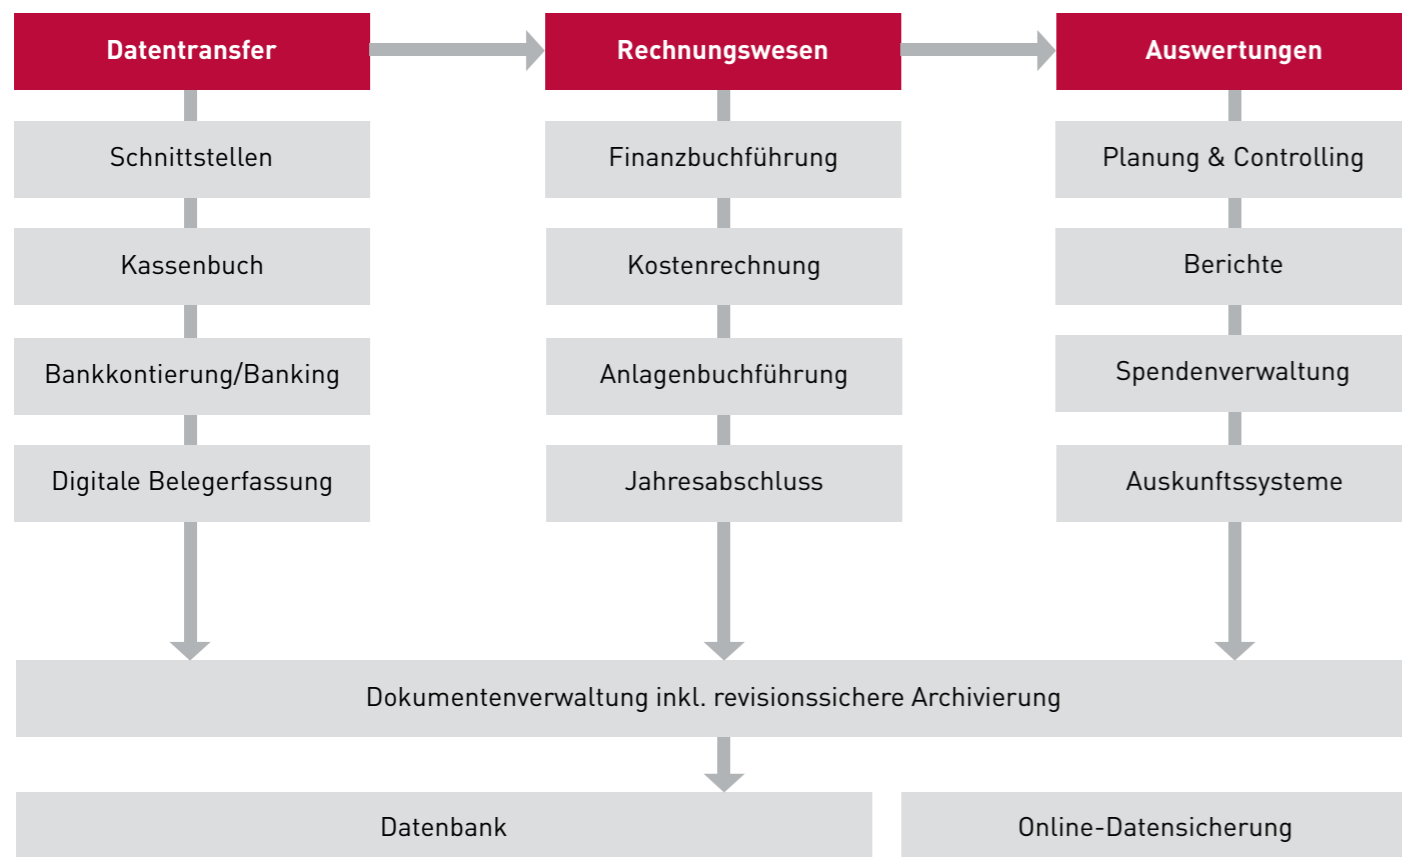 Datentransfer
Rechnungswesen
Auswertungen
Schnittstellen
Finanzbuchführung
Planung & Controlling
Kassenbuch
Kostenrechnung
Berichte
Bankkontierung/Banking
Anlagenbuchführung
Spendenverwaltung
Digitale Belegerfassung
Jahresabschluss
Auskunftssysteme
Dokumentenverwaltung inkl. revisionssichere Archivierung
Datenbank
Online-Datensicherung